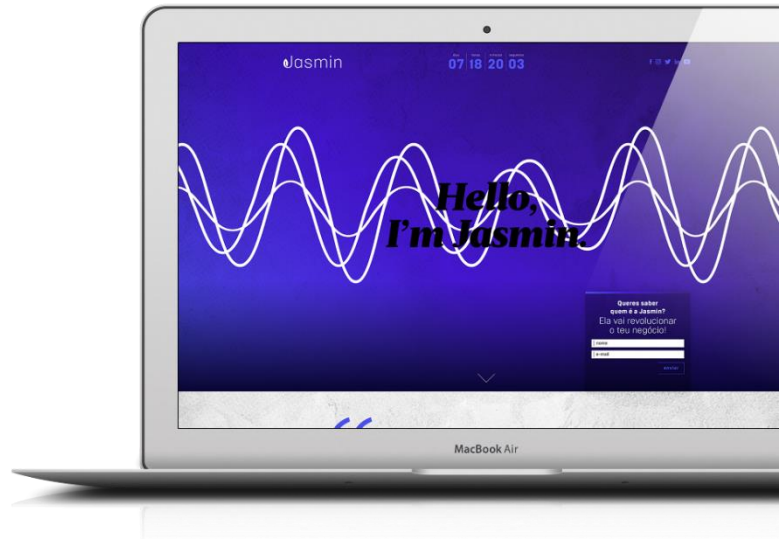 Jasmin
07 18 20 03
Hello,
I'm Jasmin.
Queres saber
quem é a Jasmin?
Ela vai revolucionar
o teu negócio!
nome
e-mail
MacBook Air